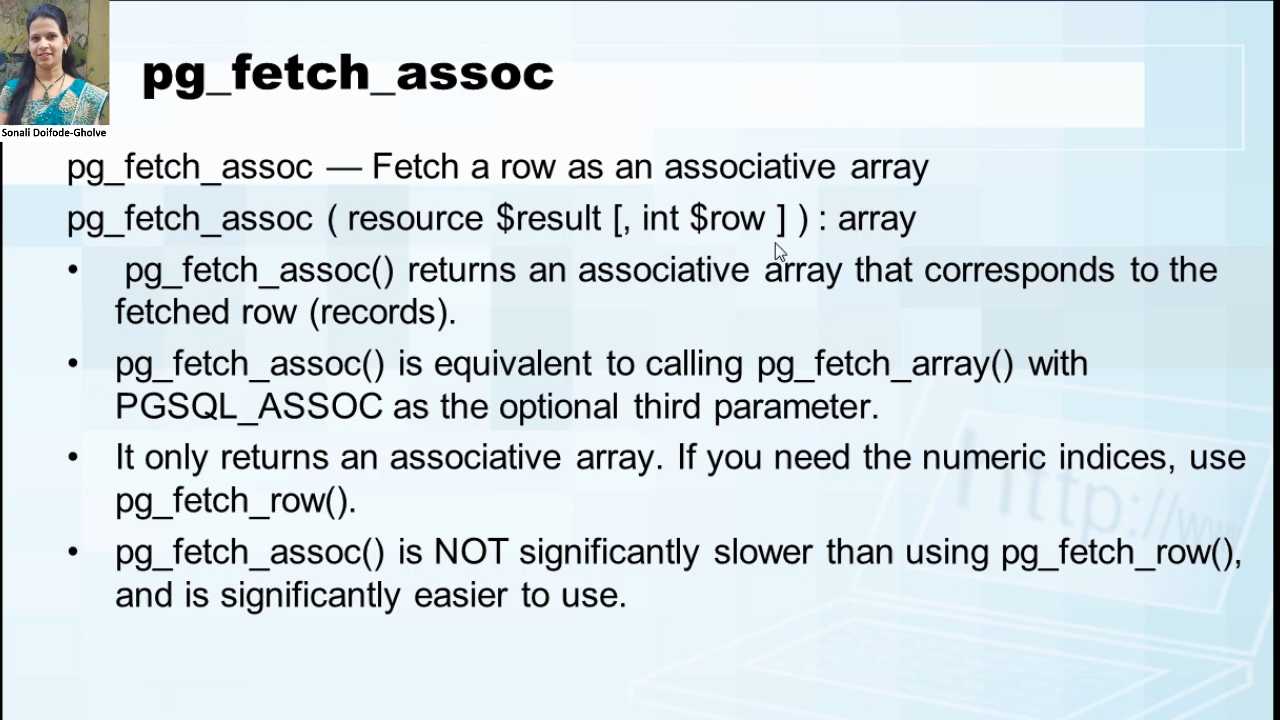 pg_fetch_assoc
Sonali Doifode-Gholve
pg_fetch_assoc — Fetch a row as an associative array
pg_fetch_assoc ( resource $result [, int $row ] ) : array
• pg_fetch_assoc() returns an associative array that corresponds to the
fetched row (records).
• pg_fetch_assoc() is equivalent to calling pg_fetch_array() with
PGSQL_ASSOC as the optional third parameter.
• It only returns an associative array. If you need the numeric indices, use
pg_fetch_row().
• pg_fetch_assoc() is NOT significantly slower than using pg_fetch_row(),
and is significantly easier to use.
http://ww